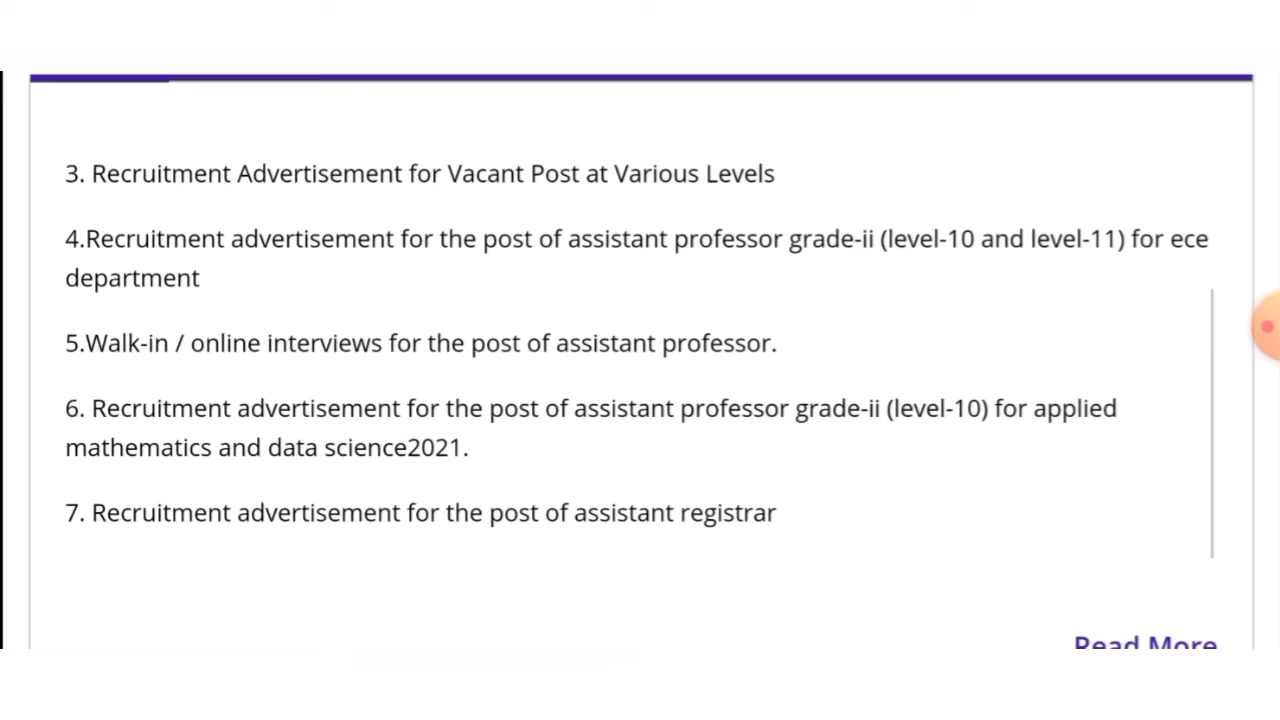 3. Recruitment Advertisement for Vacant Post at Various Levels
4.Recruitment advertisement for the post of assistant professor grade-ii (level-10 and level-11) for ece
department
5.Walk-in / online interviews for the post of assistant professor.
6. Recruitment advertisement for the post of assistant professor grade-ii (level-10) for applied
mathematics and data science2021.
7. Recruitment advertisement for the post of assistant registrar
Read More